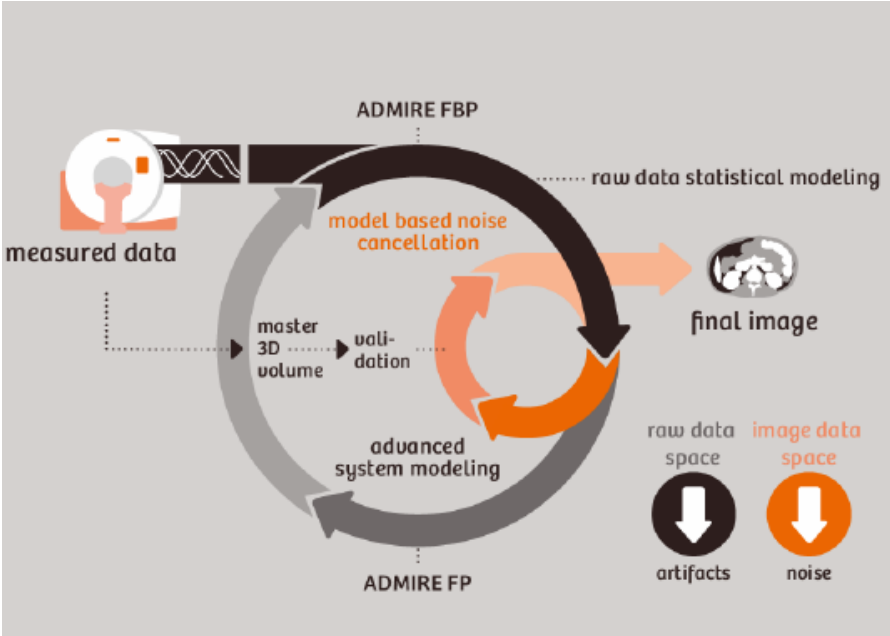 ADMIRE FBP
raw data statistical modeling
model based noise
cancellation
measured data
final image
master
3D
volume
vali-
dation
advanced
system modeling
raw data
space
image data
space
artifacts
noise
ADMIRE FP